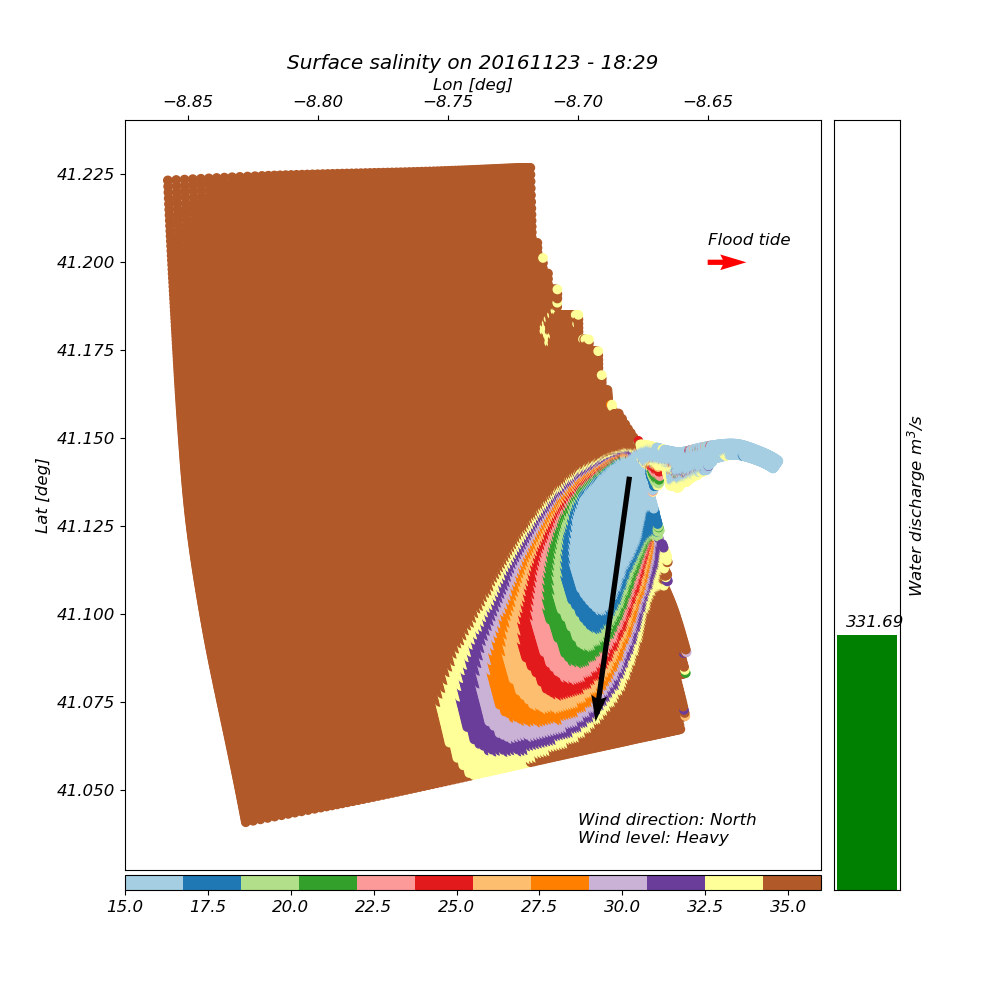 Surface salinity on 20161123 - 18:29
Lon [deg]
−8.85 −8.80 −8.75 −8.70 −8.65
41.225
41.200
41.175
41.150
41.125
41.100
41.075
41.050
Lat [deg]
Flood tide
Wind direction: North
Wind level: Heavy
331.69
Water discharge m³/s
15.0 17.5 20.0 22.5 25.0 27.5 30.0 32.5 35.0